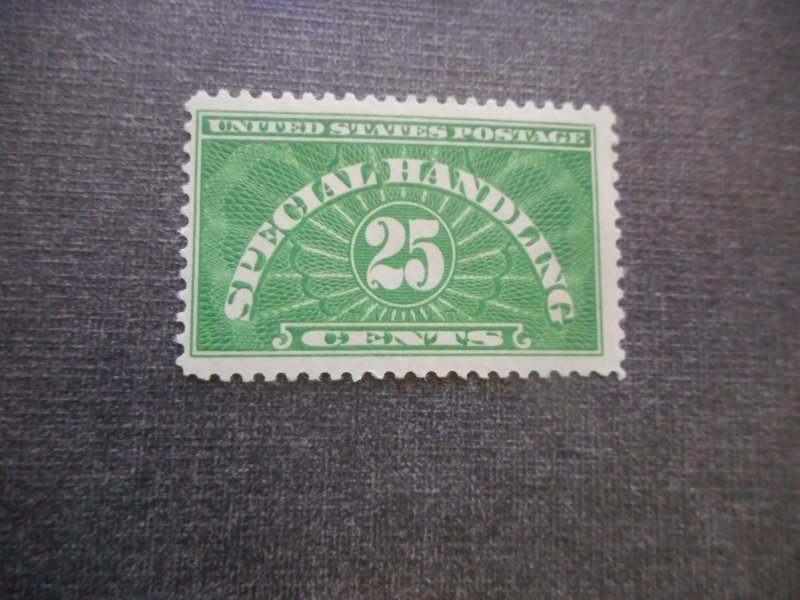 UNITED STATES POSTAGE
SPECIAL HANDLING
25
CENTS